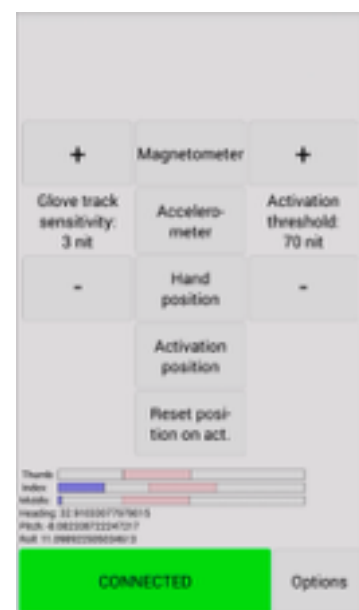 + Magnetometer +
Glove track
sensitivity:
3 nit
Accelero-
meter
Activation
threshold:
70 nit
- Hand
position -
Activation
position
Reset posi-
tion on act.
Thumb
Index
Middle
Heading:
Pitch:
Roll:
CONNECTED Options